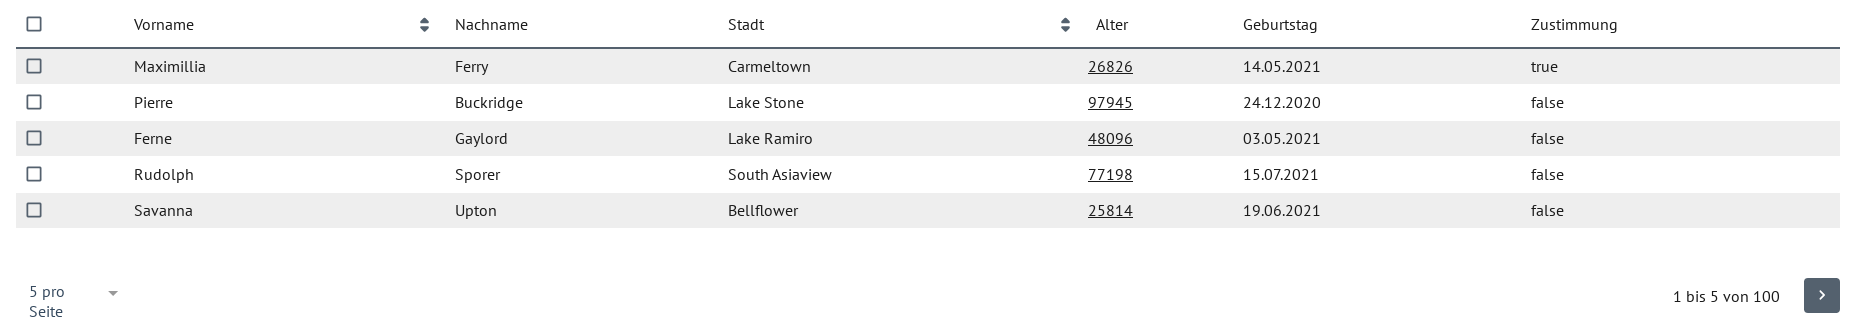 Vorname Nachname Stadt Alter Geburtstag Zustimmung
Maximillia Ferry Carmeltown 26826 14.05.2021 true
Pierre Buckridge Lake Stone 97945 24.12.2020 false
Ferne Gaylord Lake Ramiro 48096 03.05.2021 false
Rudolph Sporer South Asiaview 77198 15.07.2021 false
Savanna Upton Bellflower 25814 19.06.2021 false
5 pro
Seite
1 bis 5 von 100